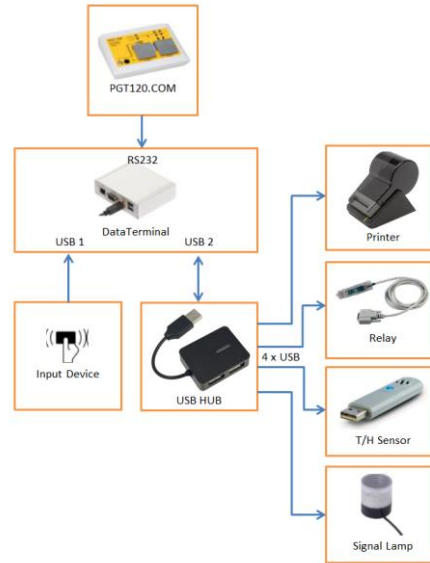 PGT120.COM
RS232
DataTerminal
USB 1
USB 2
Input Device
USB HUB
4 x USB
Printer
Relay
T/H Sensor
Signal Lamp